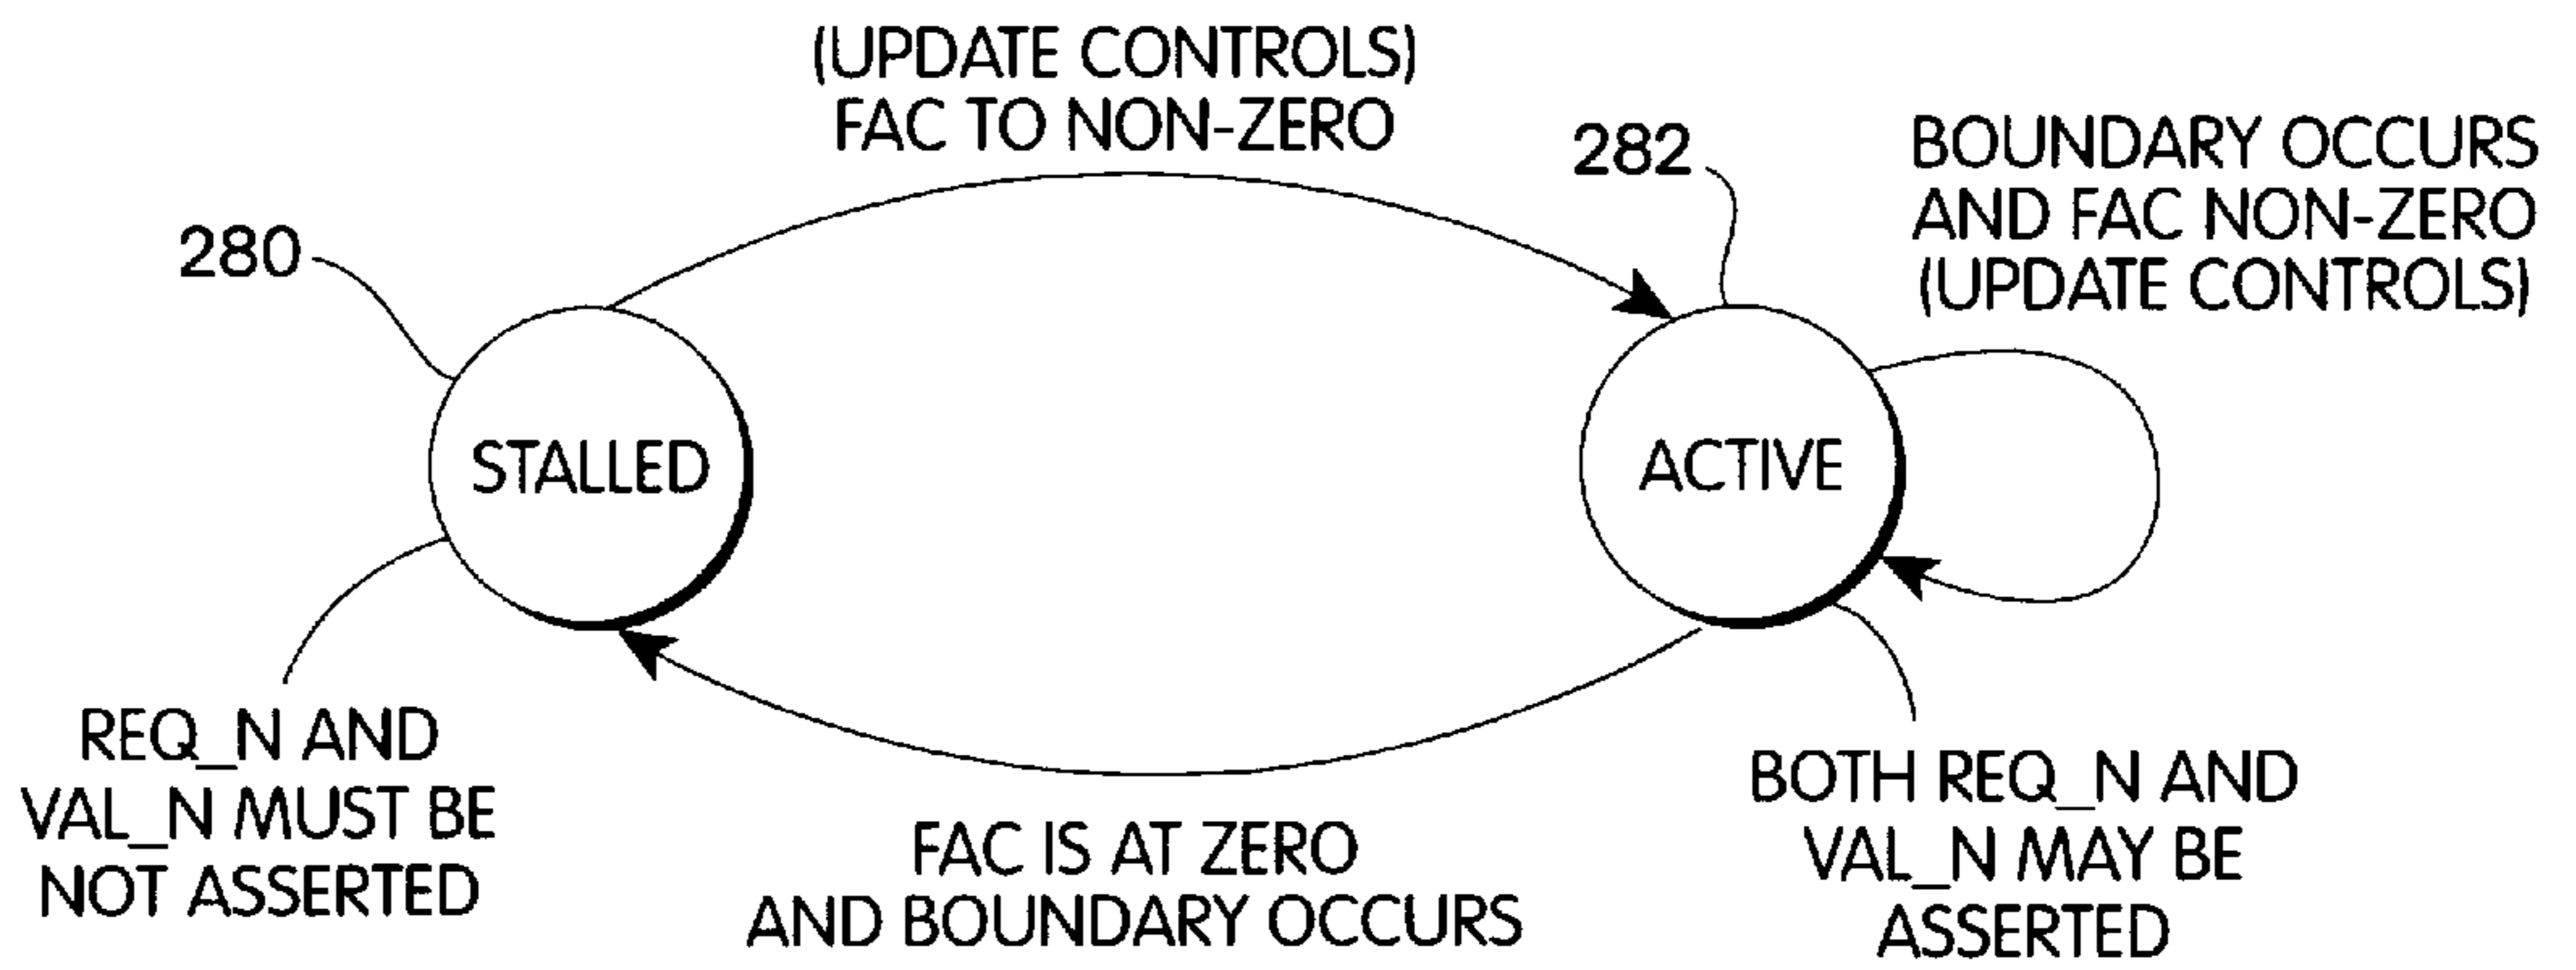 (UPDATE CONTROLS)
FAC TO NON-ZERO
282
BOUNDARY OCCURS
AND FAC NON-ZERO
(UPDATE CONTROLS)
280
STALLED
ACTIVE
REQ_N AND
VAL_N MUST BE
NOT ASSERTED
FAC IS AT ZERO
AND BOUNDARY OCCURS
BOTH REQ_N AND
VAL_N MAY BE
ASSERTED